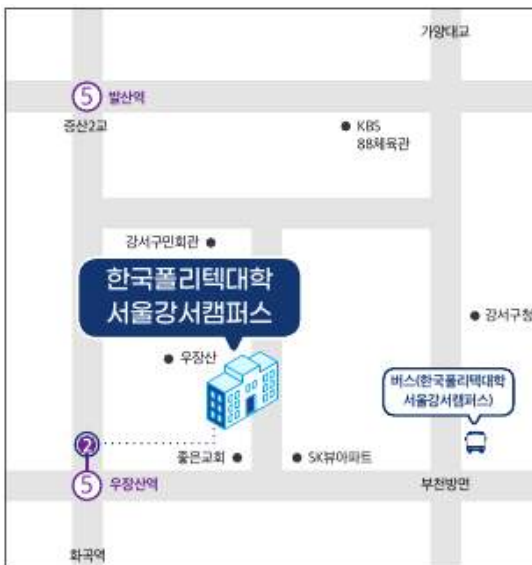 가양대교
5 발산역
증산2교
KBS
88체육관
강서구민회관
한국폴리텍대학
서울강서캠퍼스
강서구청
우장산
버스(한국폴리텍대학
서울강서캠퍼스)
2
좋은교회
SK뷰아파트
5 우장산역
부천방면
화곡역